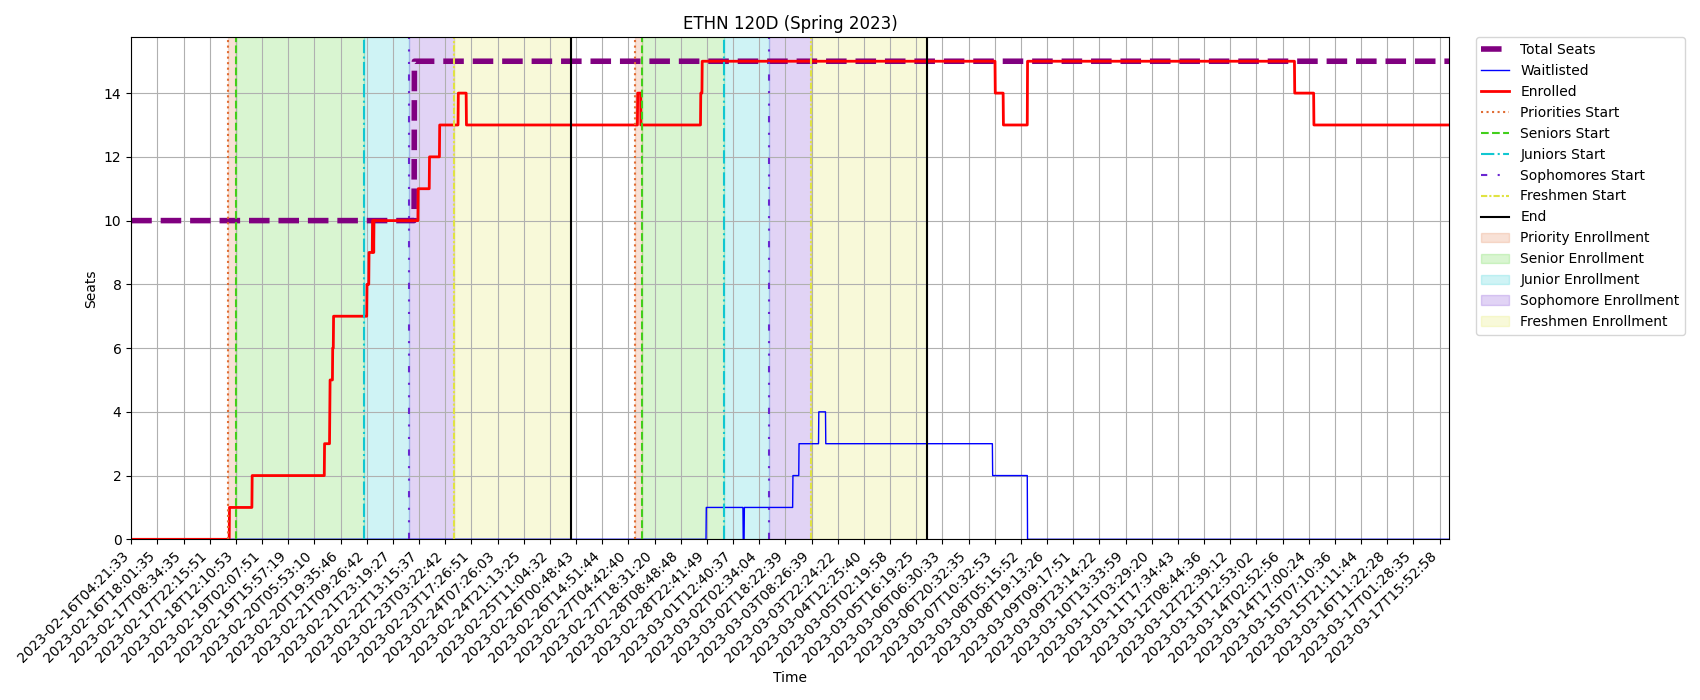 ETHN 120D (Spring 2023)
Total Seats
Waitlisted
Enrolled
Priorities Start
Seniors Start
Juniors Start
Sophomores Start
Freshmen Start
End
Priority Enrollment
Senior Enrollment
Junior Enrollment
Sophomore Enrollment
Freshmen Enrollment
Seats
14
12
10
8
6
4
2
0
2023-02-16T04:21:33
2023-02-16T18:01:35
2023-02-17T08:34:35
2023-02-17T22:15:51
2023-02-18T12:10:53
2023-02-19T02:07:51
2023-02-19T15:57:19
2023-02-20T05:53:10
2023-02-20T19:35:46
2023-02-21T09:26:42
2023-02-21T23:19:27
2023-02-22T13:15:37
2023-02-23T03:22:42
2023-02-23T17:26:51
2023-02-24T07:26:03
2023-02-24T21:13:25
2023-02-25T11:04:32
2023-02-26T00:48:43
2023-02-26T14:51:44
2023-02-27T04:42:40
2023-02-27T18:31:20
2023-02-28T08:48:48
2023-02-28T22:41:49
2023-03-01T12:40:37
2023-03-02T02:34:04
2023-03-02T18:22:39
2023-03-03T08:26:39
2023-03-03T22:24:22
2023-03-04T12:25:40
2023-03-05T02:19:58
2023-03-05T16:19:25
2023-03-06T06:30:33
2023-03-06T20:32:35
2023-03-07T10:32:53
2023-03-08T05:15:52
2023-03-08T19:13:26
2023-03-09T09:17:51
2023-03-09T23:14:22
2023-03-10T13:33:59
2023-03-11T03:29:20
2023-03-11T17:34:43
2023-03-12T08:44:36
2023-03-12T22:39:12
2023-03-13T12:53:02
2023-03-14T02:52:56
2023-03-14T17:00:24
2023-03-15T07:10:36
2023-03-15T21:11:44
2023-03-16T11:22:28
2023-03-17T01:28:35
2023-03-17T15:52:58
Time